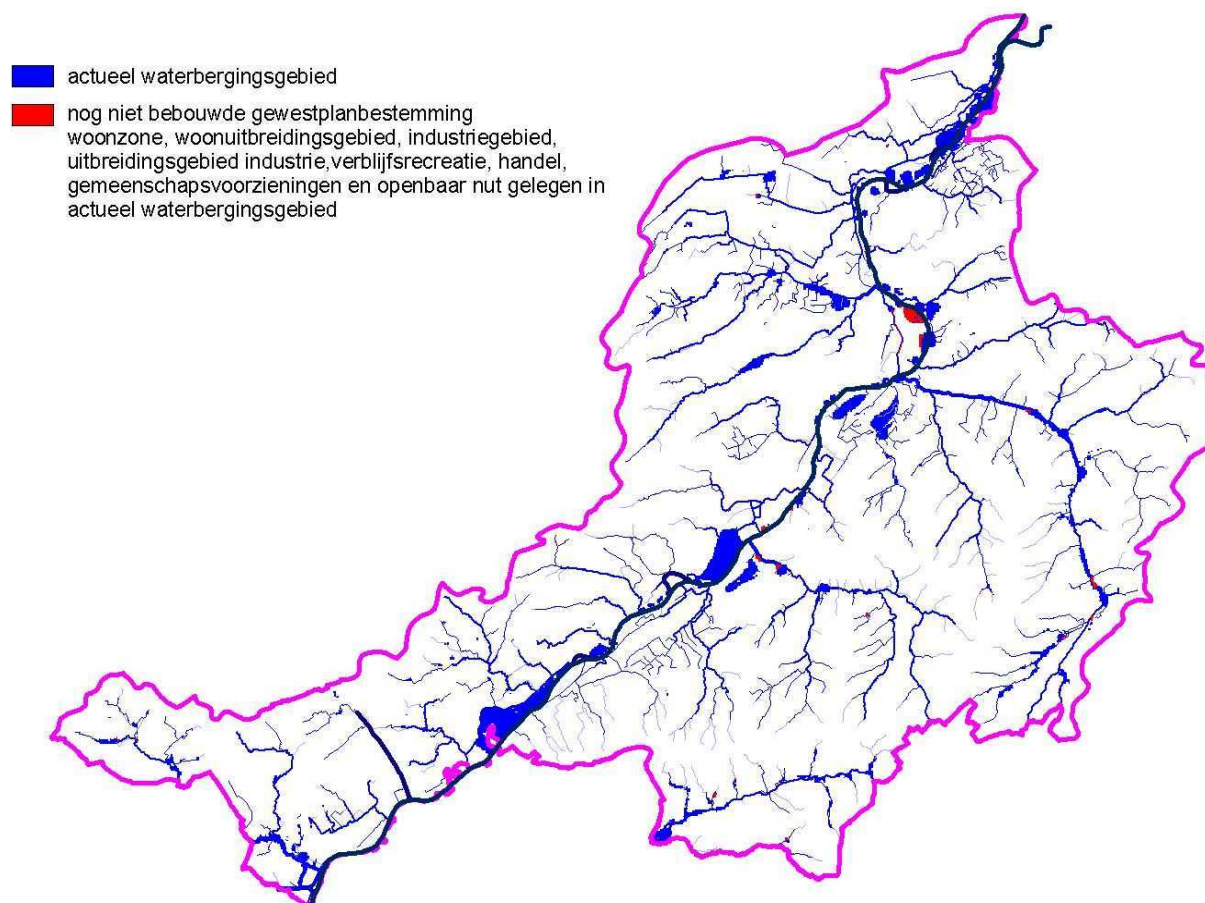 actueel waterbergingsgebied
nog niet bebouwde gewestplanbestemming
woonzone, woonuitbreidingsgebied, industriegebied,
uitbreidingsgebied industrie,verblijfsrecreatie, handel,
gemeenschapsvoorzieningen en openbaar nut gelegen in
actueel waterbergingsgebied